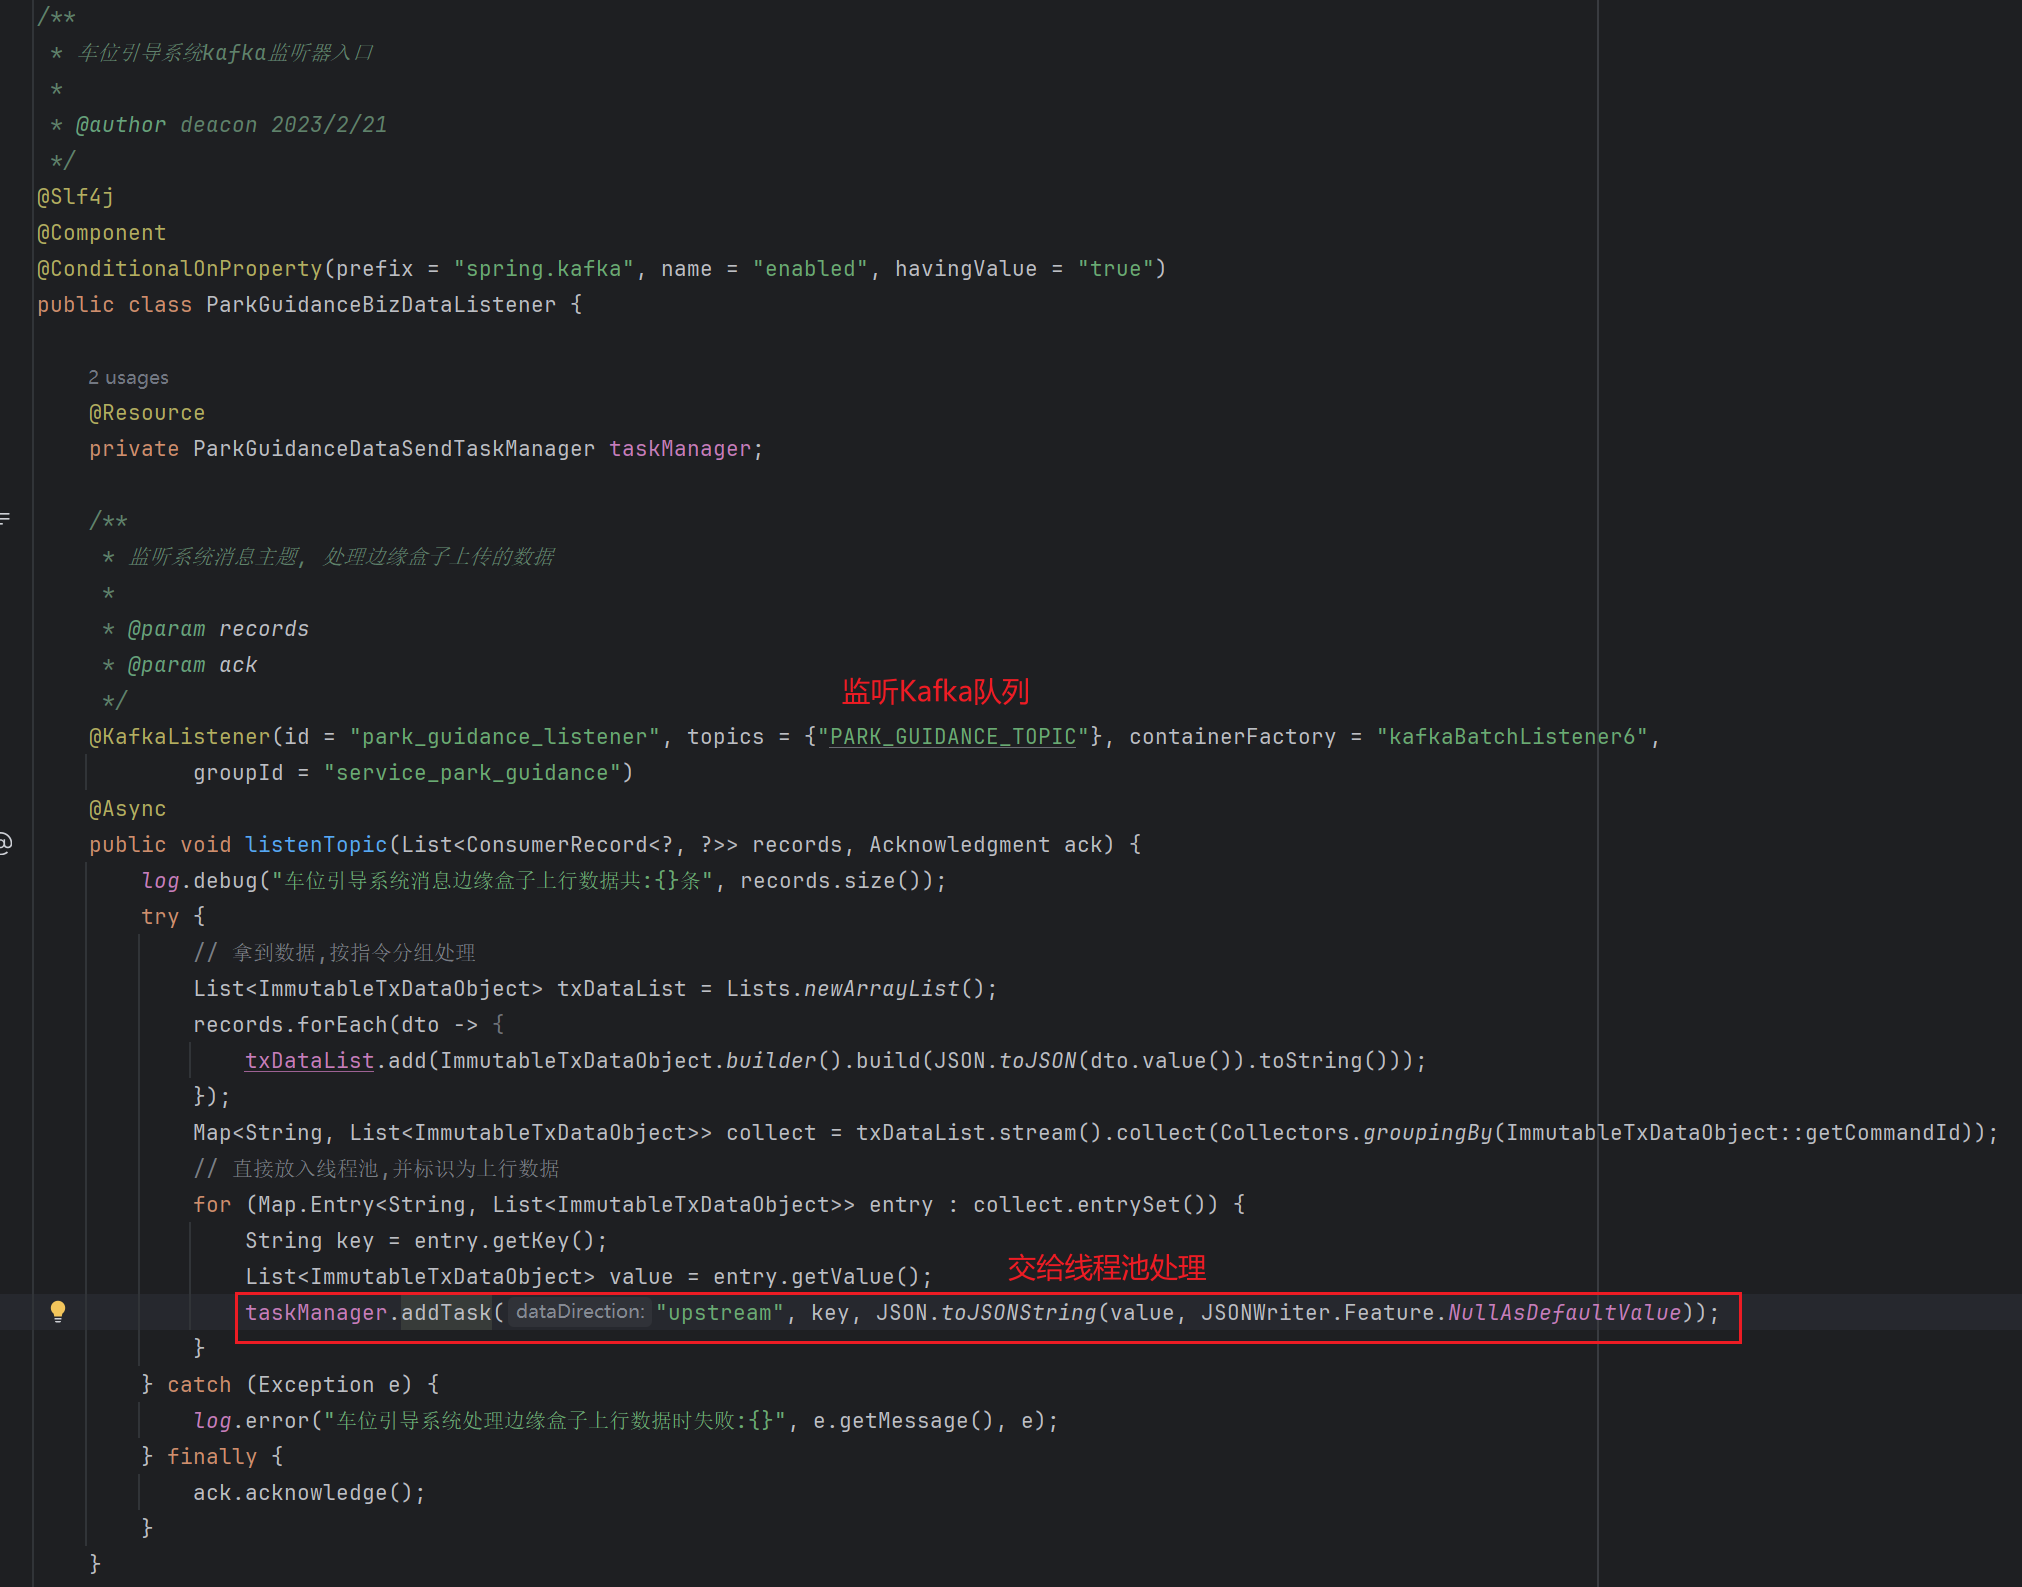 /**
 * 车位引导系统kafka监听器入口
 *
 * @author deacon 2023/2/21
 */
@Slf4j
@Component
@ConditionalOnProperty(prefix = "spring.kafka", name = "enabled", havingValue = "true")
public class ParkGuidanceBizDataListener {
2 usages
@Resource
private ParkGuidanceDataSendTaskManager taskManager;
/**
 * 监听系统消息主题, 处理边缘盒子上传的数据
 *
 * @param records
 * @param ack
 */
监听Kafka队列
@KafkaListener(id = "park_guidance_listener", topics = {"PARK_GUIDANCE_TOPIC"}, containerFactory = "kafkaBatchListener6",
groupId = "service_park_guidance")
@Async
public void listenTopic(List<ConsumerRecord<?, ?>> records, Acknowledgment ack) {
log.debug("车位引导系统消息边缘盒子上行数据共:{}条", records.size());
try {
// 拿到数据,按指令分组处理
List<ImmutableTxDataObject> txDataList = Lists.newArrayList();
records.forEach(dto -> {
txDataList.add(ImmutableTxDataObject.builder().build(JSON.toJSON(dto.value()).toString()));
});
Map<String, List<ImmutableTxDataObject>> collect = txDataList.stream().collect(Collectors.groupingBy(ImmutableTxDataObject::getCommandId));
// 直接放入线程池,并标识为上行数据
for (Map.Entry<String, List<ImmutableTxDataObject>> entry : collect.entrySet()) {
String key = entry.getKey();
List<ImmutableTxDataObject> value = entry.getValue();
交给线程池处理
taskManager.addTask( dataDirection: "upstream", key, JSON.toJSONString(value, JSONWriter.Feature.NullAsDefaultValue));
}
} catch (Exception e) {
log.error("车位引导系统处理边缘盒子上行数据时失败:{}", e.getMessage(), e);
} finally {
ack.acknowledge();
}
}